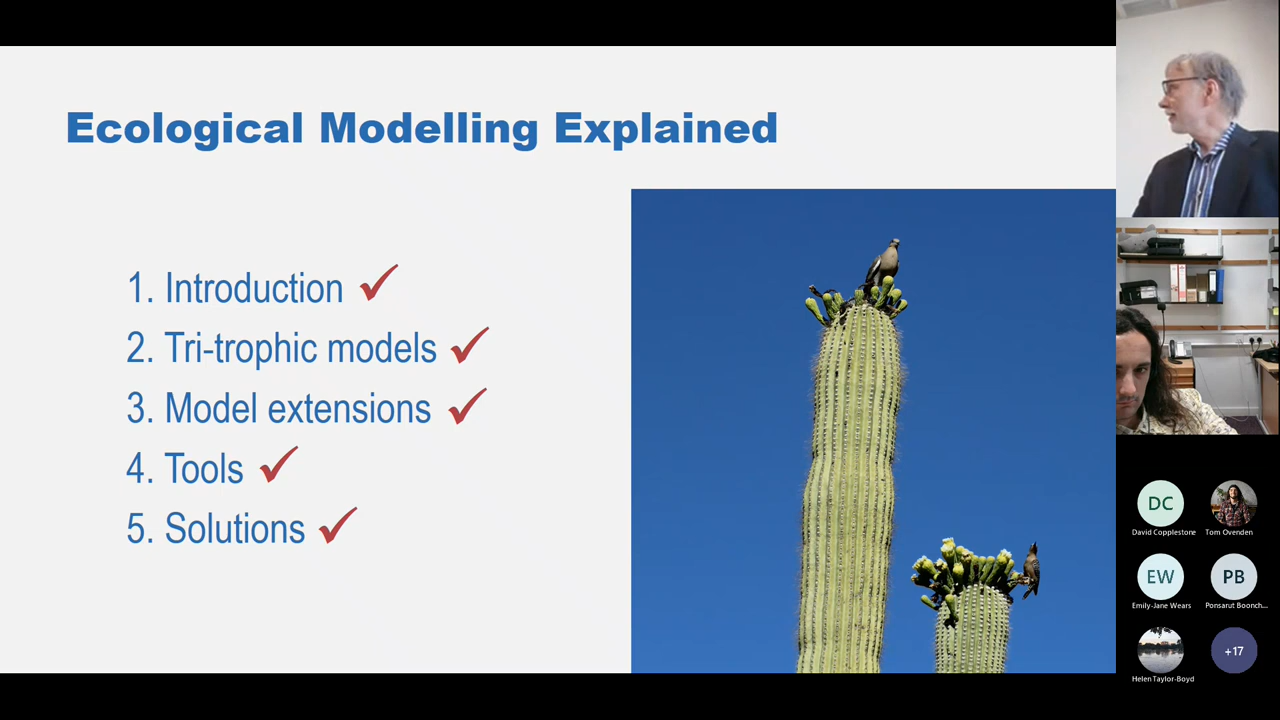 Ecological Modelling Explained
1. Introduction
2. Tri-trophic models
3. Model extensions
4. Tools
5. Solutions
DC
David Copplestone
Tom Ovenden
EW
Emily-Jane Wears
PB
Ponsarut Boonch...
Helen Taylor-Boyd
+17